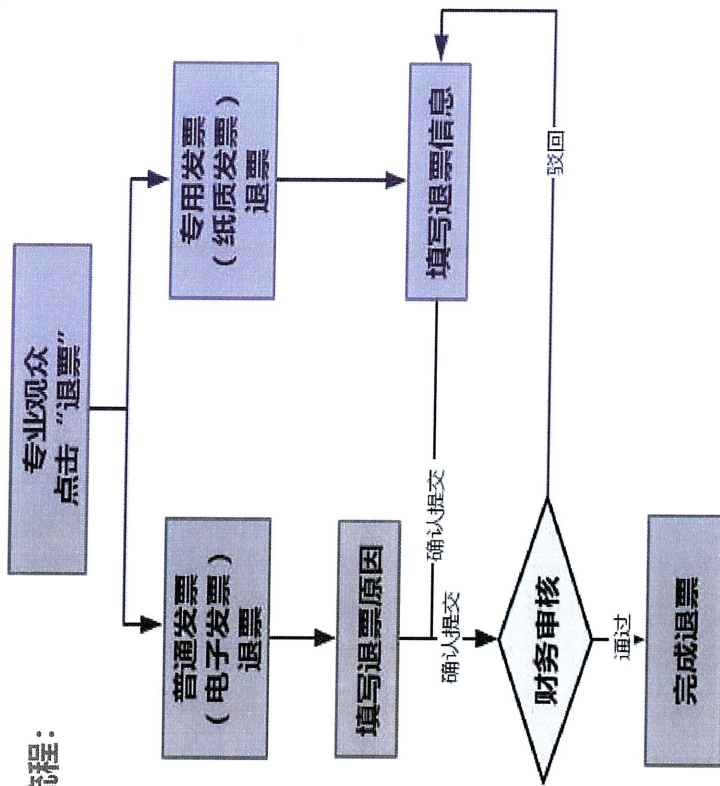 流程：
专业观众
点击“退票”
普通发票
（电子发票）
退票
专用发票
（纸质发票）
退票
填写退票原因
填写退票信息
确认提交
确认提交
财务审核
驳回
通过
完成退票